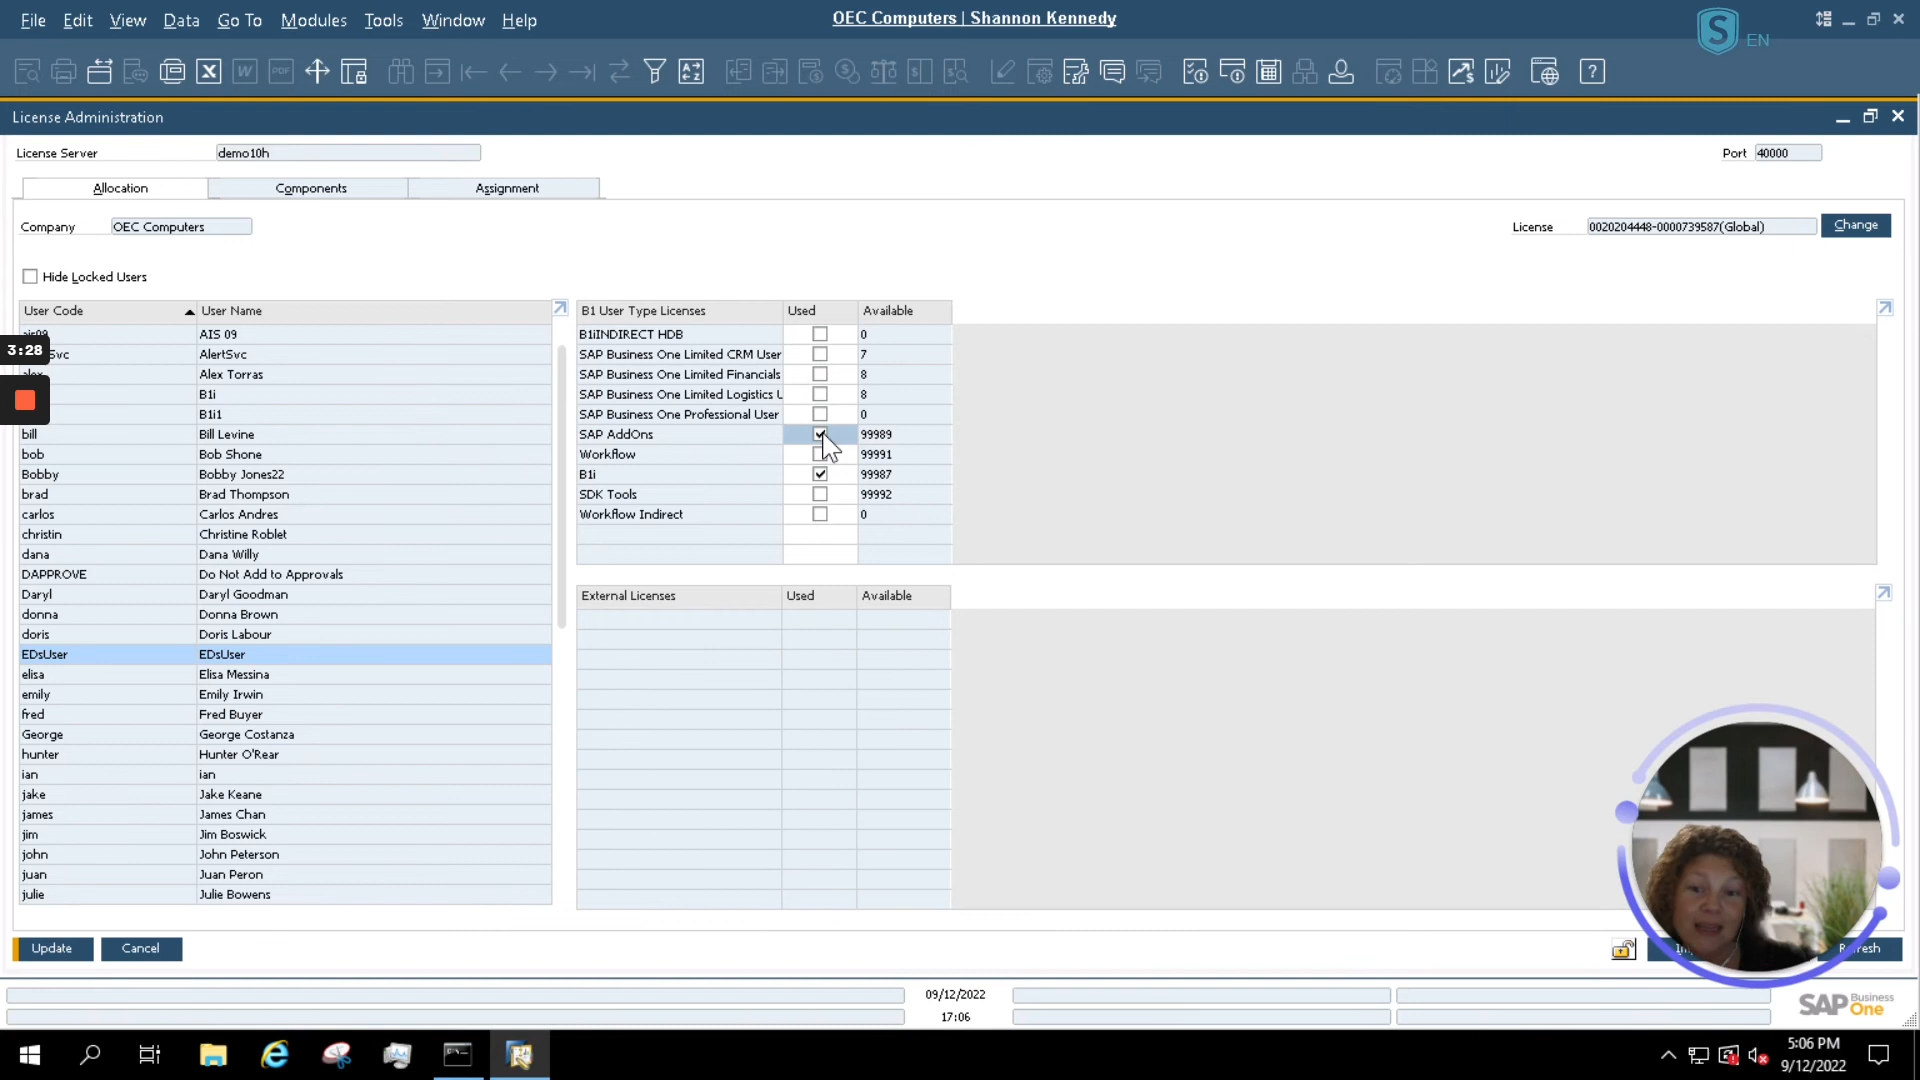 File Edit View Data Go To Modules Tools Window Help
OEC Computers | Shannon Kennedy
EN
License Administration
License Server demo10h
Port 40000
Allocation Components Assignment
Company OEC Computers
License 0020204448-0000739587(Global) Change
Hide Locked Users
User Code User Name
AIS 09
3:28
AlertSvc
Alex Torras
B1i
B1i1
bill Bill Levine
bob Bob Shone
Bobby Bobby Jones22
brad Brad Thompson
carlos Carlos Andres
christin Christine Roblet
dana Dana Willy
DAPPROVE Do Not Add to Approvals
Daryl Daryl Goodman
donna Donna Brown
doris Doris Labour
EDsUser EDsUser
elisa Elisa Messina
emily Emily Irwin
fred Fred Buyer
George George Costanza
hunter Hunter O'Rear
ian ian
jake Jake Keane
james James Chan
jim Jim Boswick
john John Peterson
juan Juan Peron
julie Julie Bowens
B1 User Type Licenses Used Available
B1iINDIRECT HDB 0
SAP Business One Limited CRM User 7
SAP Business One Limited Financials 8
SAP Business One Limited Logistics U 8
SAP Business One Professional User 0
SAP AddOns 99989
Workflow 99991
B1i 99987
SDK Tools 99992
Workflow Indirect 0
External Licenses Used Available
Update Cancel
09/12/2022
17:06
SAP Business One
5:06 PM
9/12/2022